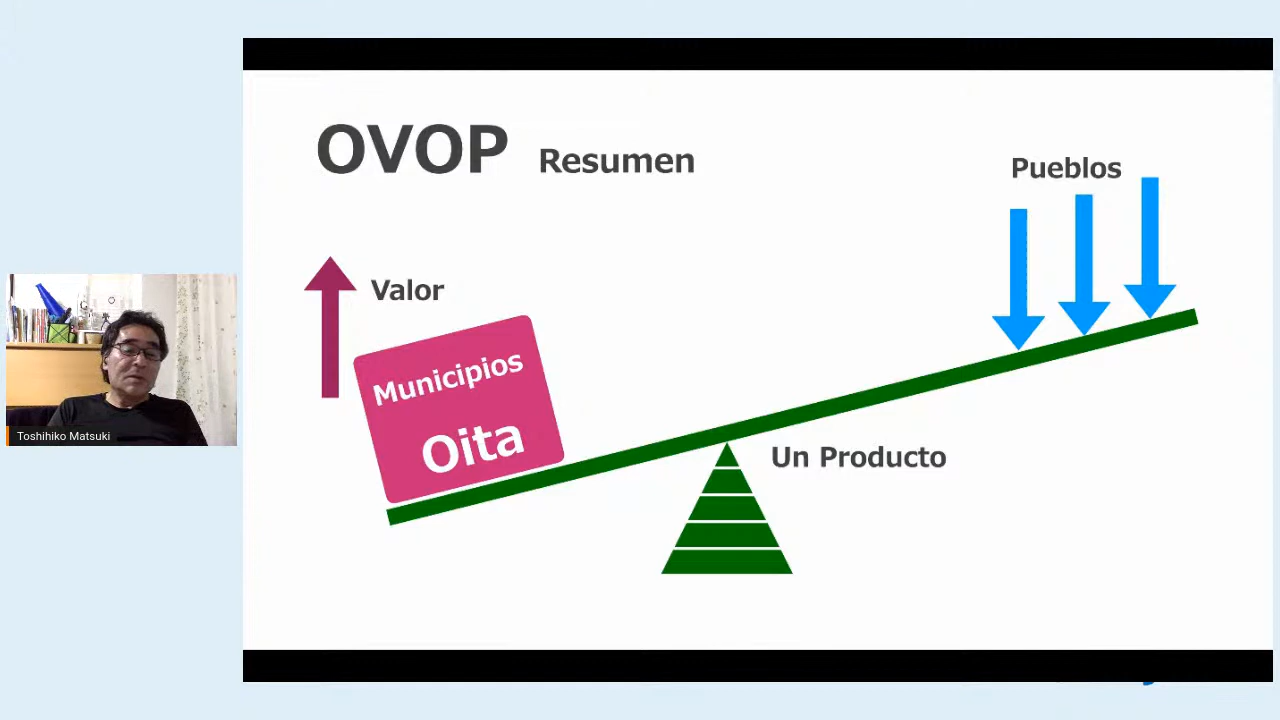 OVOP Resumen
Pueblos
Valor
Municipios
Oita
Un Producto
Toshihiko Matsuki